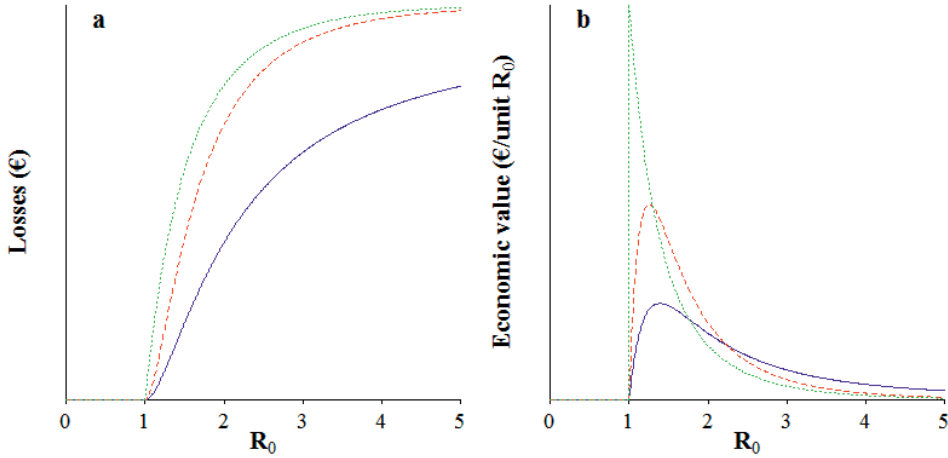 a
Losses (€)
0 1 2 3 4 5
R0
b
Economic value (€/unit R0)
0 1 2 3 4 5
R0